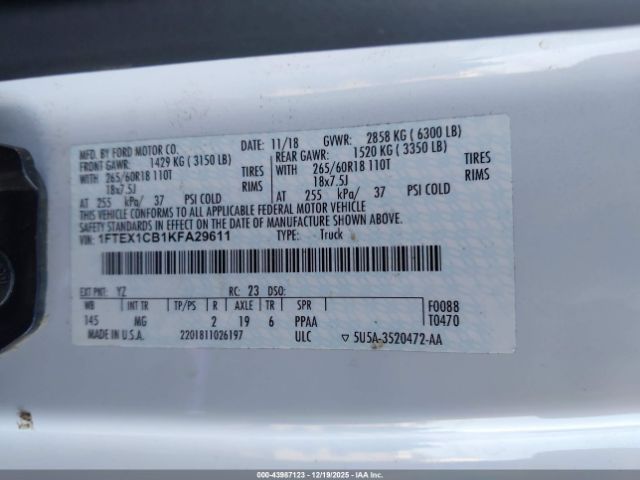 MFD. BY FORD MOTOR CO.
DATE: 11/18 GVWR: 2858 KG ( 6300 LB)
FRONT GAWR: 1429 KG ( 3150 LB) REAR GAWR: 1520 KG ( 3350 LB)
WITH 265/60R18 110T TIRES WITH 265/60R18 110T TIRES
18x7.5J RIMS 18x7.5J RIMS
AT 255 kPa/ 37 PSI COLD AT 255 kPa/ 37 PSI COLD
THIS VEHICLE CONFORMS TO ALL APPLICABLE FEDERAL MOTOR VEHICLE
SAFETY STANDARDS IN EFFECT ON THE DATE OF MANUFACTURE SHOWN ABOVE.
VIN: 1FTEX1CB1KFA29611 TYPE: Truck
EXT PNT: YZ RC: 23 DSO:
WB INT TR TP/PS R AXLE TR SPR F0088
145 MG 2 19 6 PPAA T0470
MADE IN U.S.A. 2201811026197 ULC 5U5A-3520472-AA
000-43987123 - 12/19/2025 - IAAI.COM